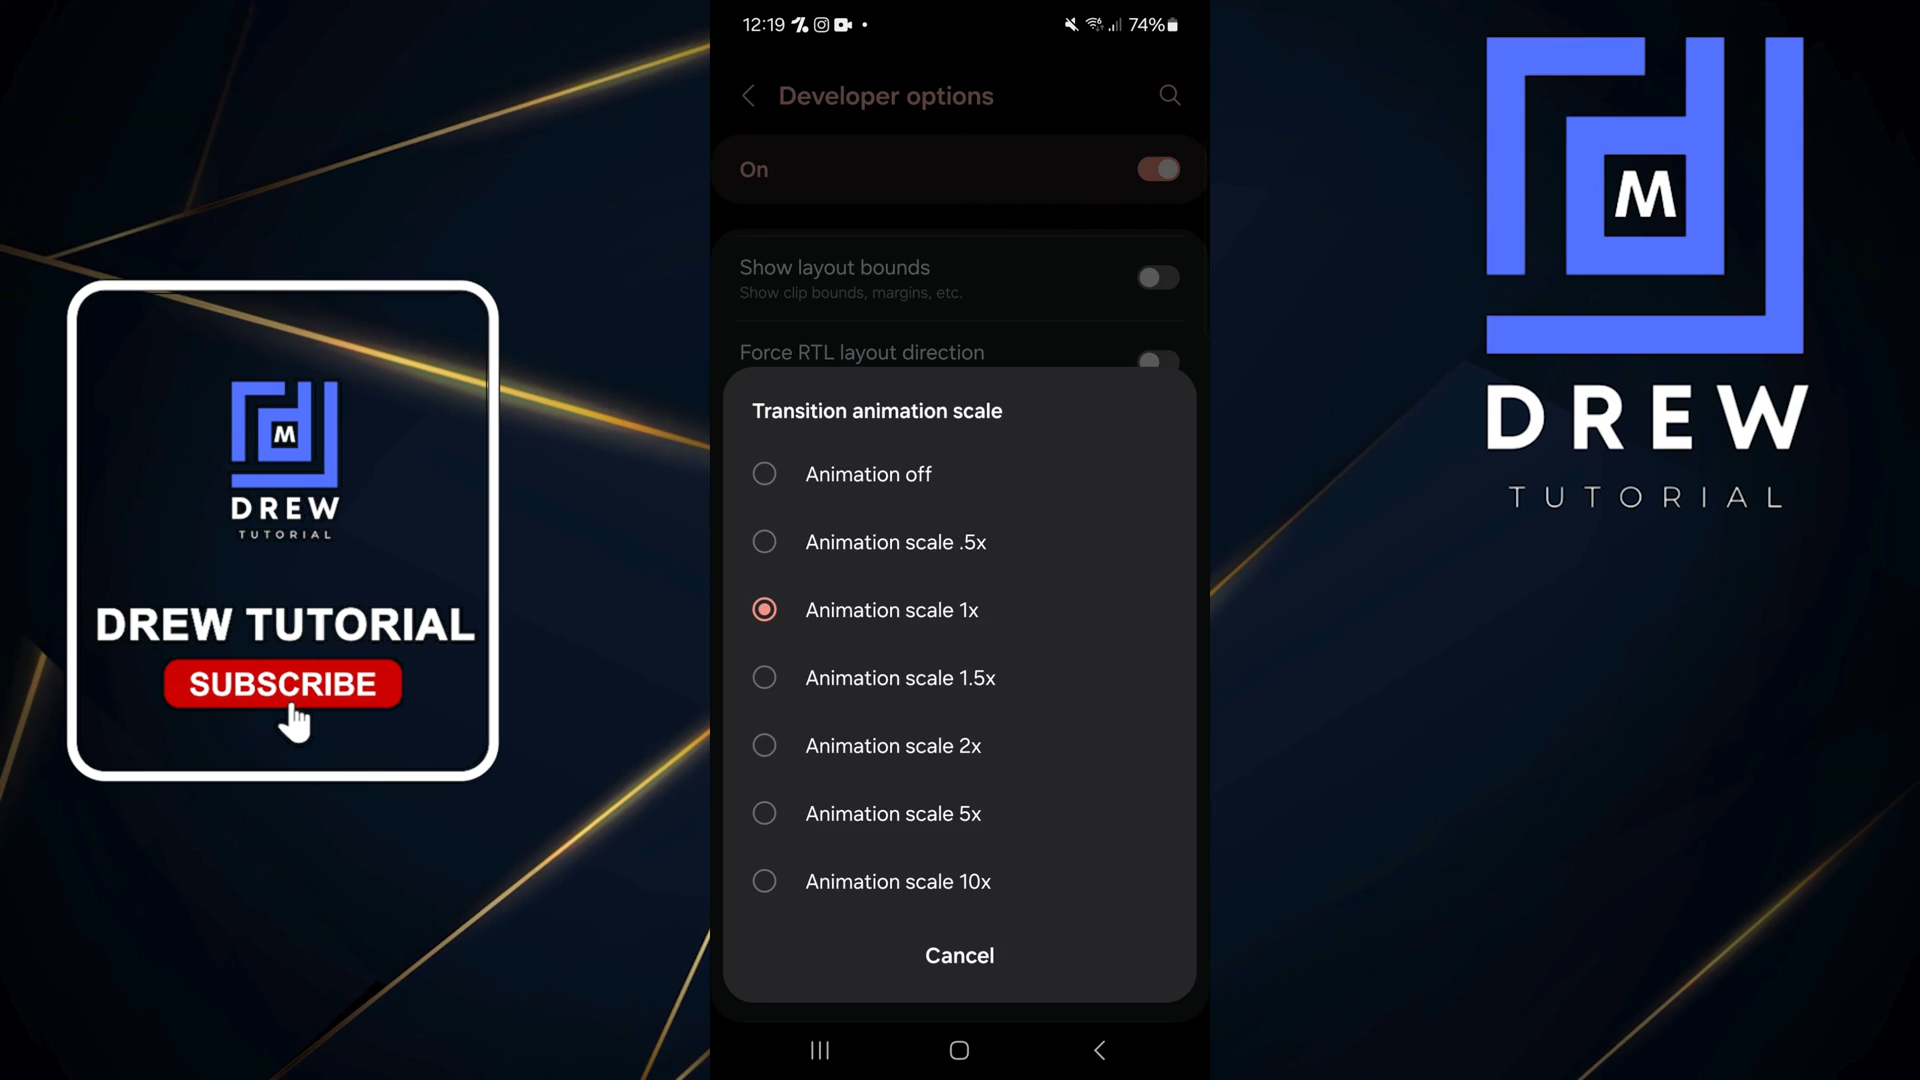 12:19
74%
Developer options
On
Show layout bounds
Show clip bounds, margins, etc.
Force RTL layout direction
Transition animation scale
Animation off
Animation scale .5x
Animation scale 1x
Animation scale 1.5x
Animation scale 2x
Animation scale 5x
Animation scale 10x
Cancel
M
DREW
TUTORIAL
DREW TUTORIAL
SUBSCRIBE
M
DREW
TUTORIAL